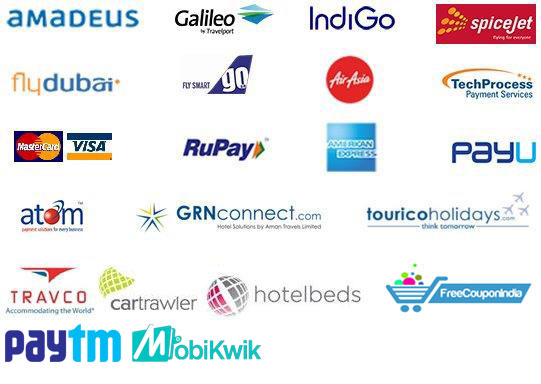 amadeus
Galileo
by Travelport
IndiGo
spiceJet
flying for everyone
flydubai
FLY SMART go
AirAsia
TechProcess
Payment Services
MasterCard VISA
RuPay
AMERICAN
EXPRESS
PAYU
atom
payment solutions for every business
GRNconnect.com
Hotel Solutions by Aman Travels Limited
touricoholidays.com
think tomorrow
TRAVCO
Accommodating the World®
cartrawler
hotelbeds
FreeCouponIndia
paytm
MobiKwik